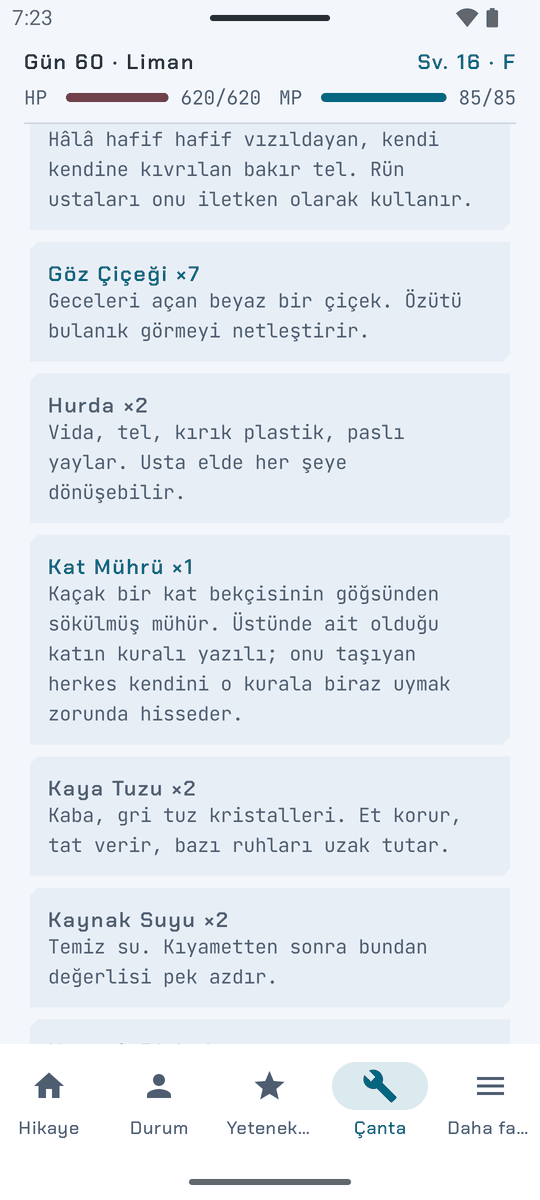 7:23
Gün 60 · Liman
Sv. 16 · F
HP 620/620 MP 85/85
Hâlâ hafif hafif vızıldayan, kendi
kendine kıvrılan bakır tel. Rün
ustaları onu iletken olarak kullanır.
Göz Çiçeği ×7
Geceleri açan beyaz bir çiçek. Özütü
bulanık görmeyi netleştirir.
Hurda ×2
Vida, tel, kırık plastik, paslı
yaylar. Usta elde her şeye
dönüşebilir.
Kat Mührü ×1
Kaçak bir kat bekçisinin göğsünden
sökülmüş mühür. Üstünde ait olduğu
katın kuralı yazılı; onu taşıyan
herkes kendini o kurala biraz uymak
zorunda hisseder.
Kaya Tuzu ×2
Kaba, gri tuz kristalleri. Et korur,
tat verir, bazı ruhları uzak tutar.
Kaynak Suyu ×2
Temiz su. Kıyametten sonra bundan
değerlisi pek azdır.
Hikaye
Durum
Yetenek…
Çanta
Daha fa…